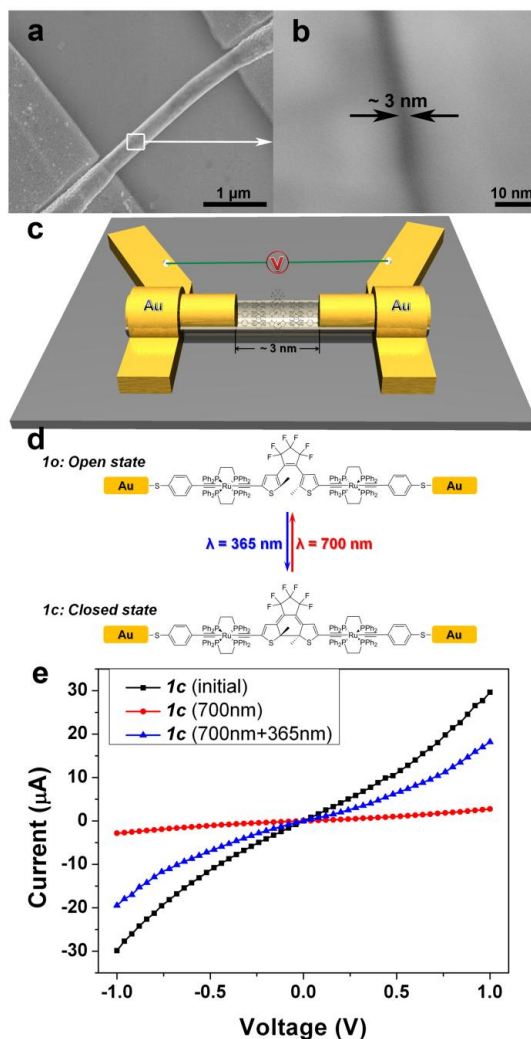 a
1 μm
b
~ 3 nm
10 nm
c
V
Au
Au
~ 3 nm
d
1o: Open state
F F F F F F
Ph₂P PPh₂ Ph₂P PPh₂
Au S Ru S S Ru S Au
Ph₂P PPh₂ Ph₂P PPh₂
λ = 365 nm λ = 700 nm
1c: Closed state
F F F F F F
Ph₂P PPh₂ Ph₂P PPh₂
Au S Ru S S Ru S Au
Ph₂P PPh₂ Ph₂P PPh₂
e
1c (initial)
1c (700nm)
1c (700nm+365nm)
Current (μA)
30
20
10
0
-10
-20
-30
-1.0 -0.5 0.0 0.5 1.0
Voltage (V)